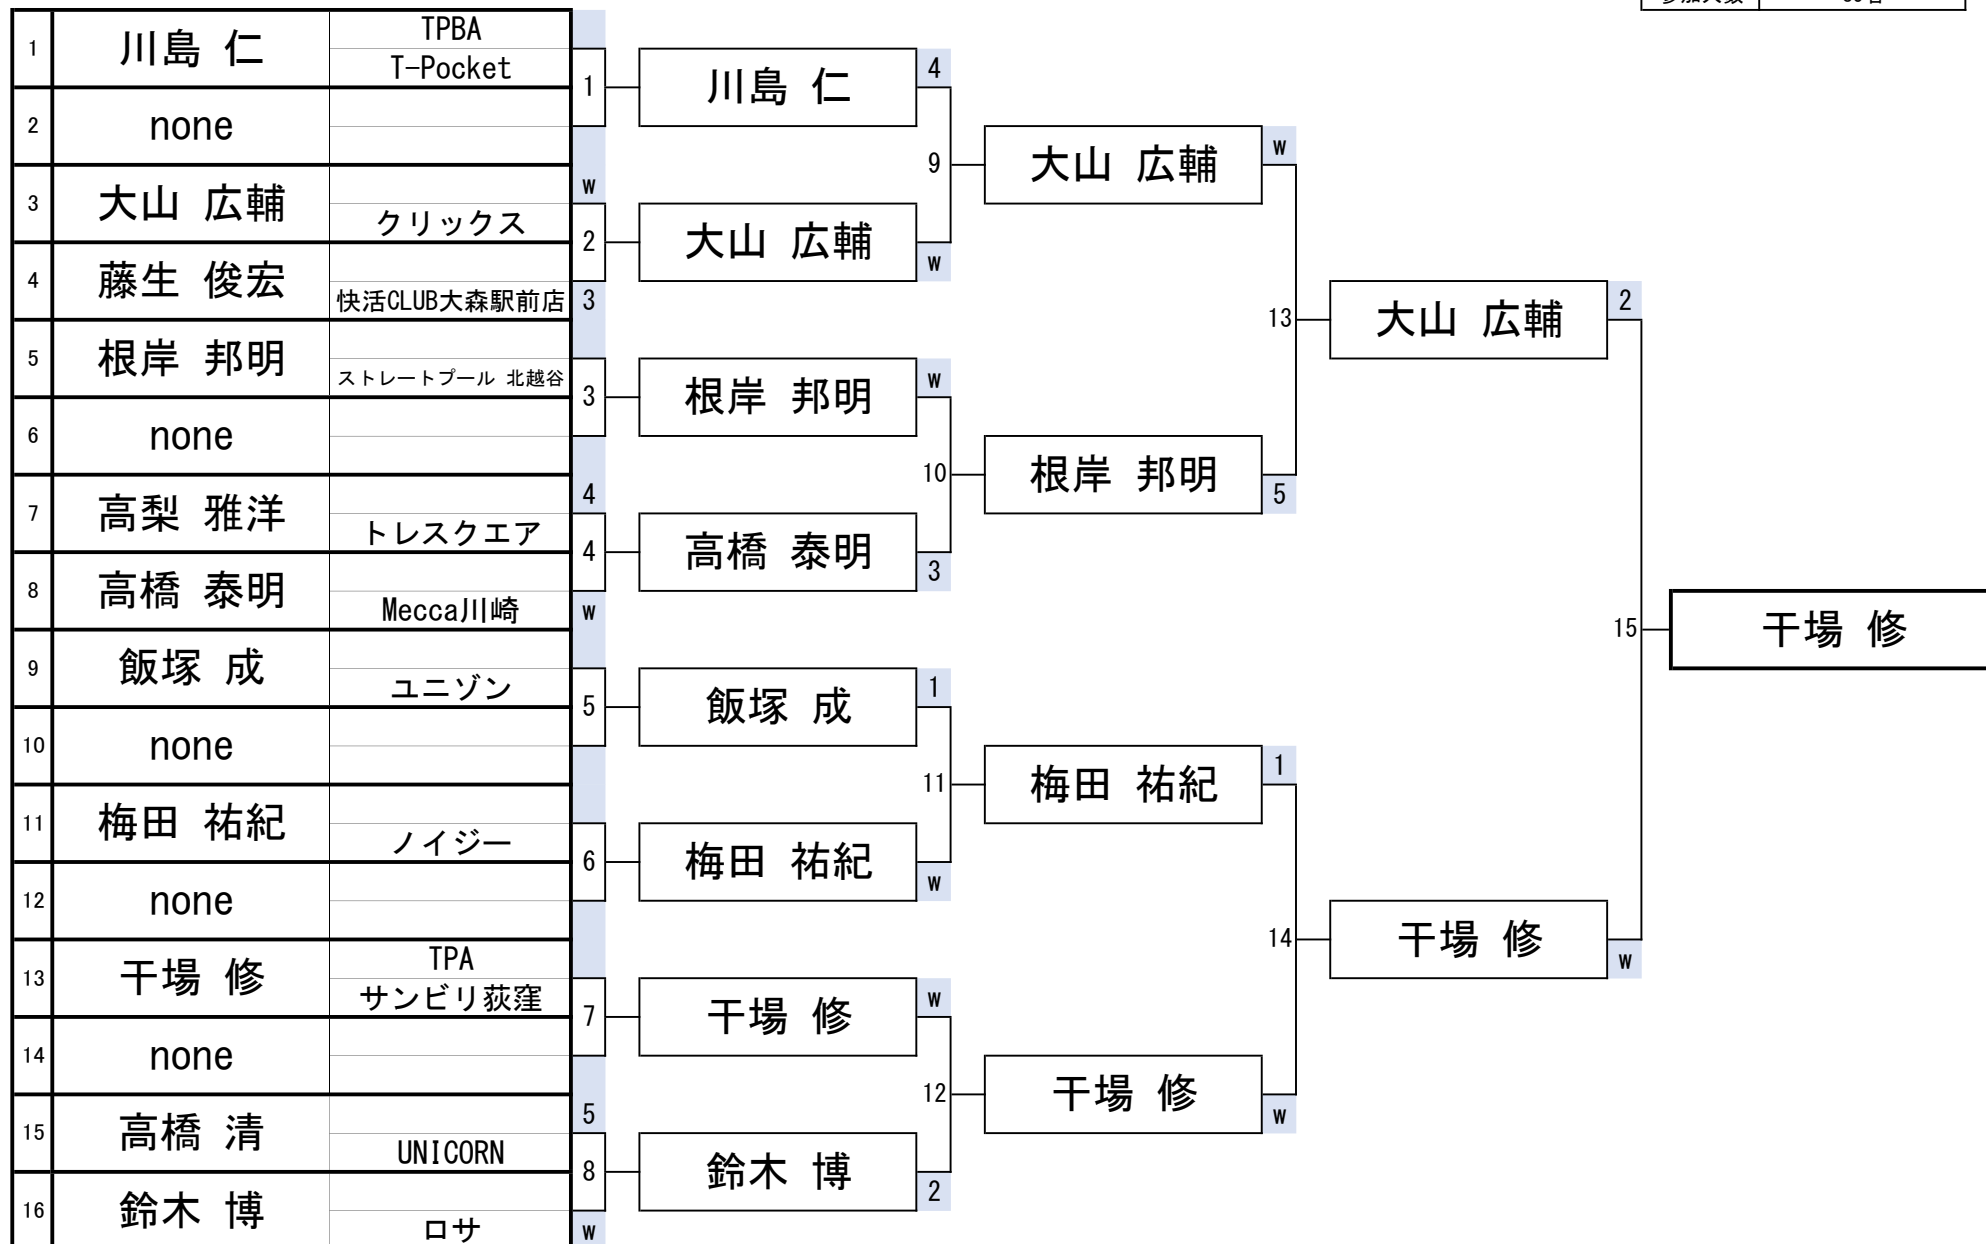 1
川島 仁
TPBA
T-Pocket
2
none
3
大山 広輔
クリックス
4
藤生 俊宏
快活CLUB大森駅前店
5
根岸 邦明
ストレートプール 北越谷
6
none
7
高梨 雅洋
トレスクエア
8
高橋 泰明
Mecca川崎
9
飯塚 成
ユニゾン
10
none
11
梅田 祐紀
ノイジー
12
none
13
干場 修
TPA
サンビリ荻窪
14
none
15
高橋 清
UNICORN
16
鈴木 博
ロサ
1
W
2
3
3
4
4
W
5
6
7
5
8
W
川島 仁
4
大山 広輔
W
根岸 邦明
W
高橋 泰明
3
飯塚 成
1
梅田 祐紀
W
干場 修
W
鈴木 博
2
9
10
11
12
大山 広輔
W
根岸 邦明
5
梅田 祐紀
1
干場 修
W
13
14
大山 広輔
2
干場 修
W
15
干場 修